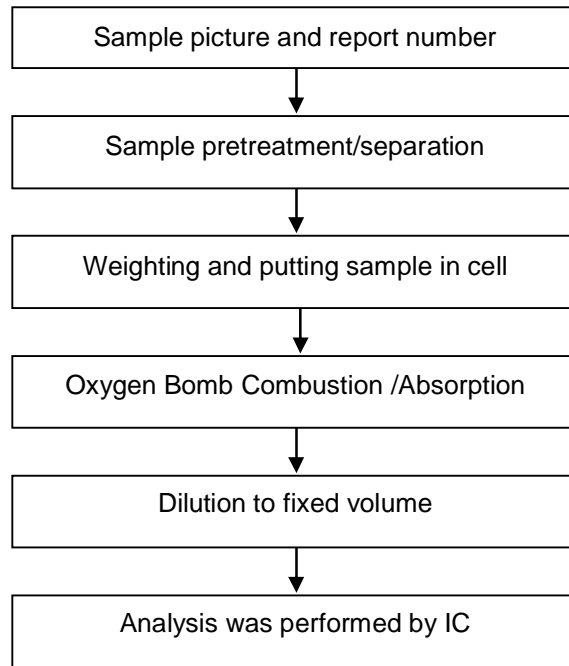 Sample picture and report number
Sample pretreatment/separation
Weighting and putting sample in cell
Oxygen Bomb Combustion /Absorption
Dilution to fixed volume
Analysis was performed by IC